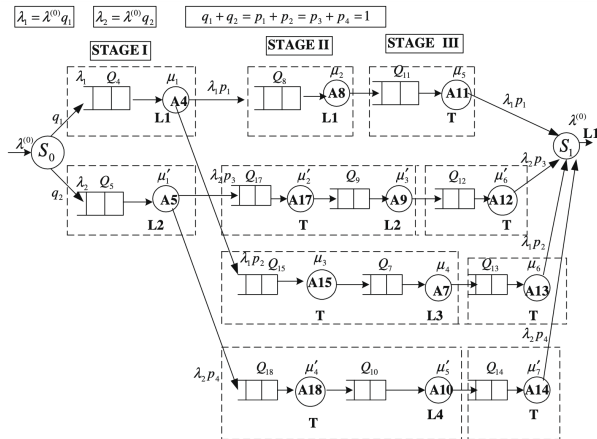 λ₁ = λ⁽⁰⁾q₁
λ₂ = λ⁽⁰⁾q₂
q₁ + q₂ = p₁ + p₂ = p₃ + p₄ = 1
STAGE I
STAGE II
STAGE III
λ₁
Q₄
μ₁
A4
L1
λ₁p₁
Q₈
μ₂
A8
L1
Q₁₁
μ₅
A11
T
λ₁p₁
q₁
λ⁽⁰⁾
S₀
q₂
λ⁽⁰⁾
L1
S₁
λ₂
Q₅
μ′₁
A5
L2
λ₂p₃
Q₁₇
μ′₂
A17
T
Q₉
μ′₃
A9
L2
Q₁₂
μ′₆
A12
T
λ₂p₃
λ₁p₂
Q₁₅
μ₃
A15
T
Q₇
μ₄
A7
L3
Q₁₃
μ₆
A13
T
λ₁p₂
λ₂p₄
Q₁₈
μ′₄
A18
T
Q₁₀
μ′₅
A10
L4
Q₁₄
μ′₇
A14
T
λ₂p₄